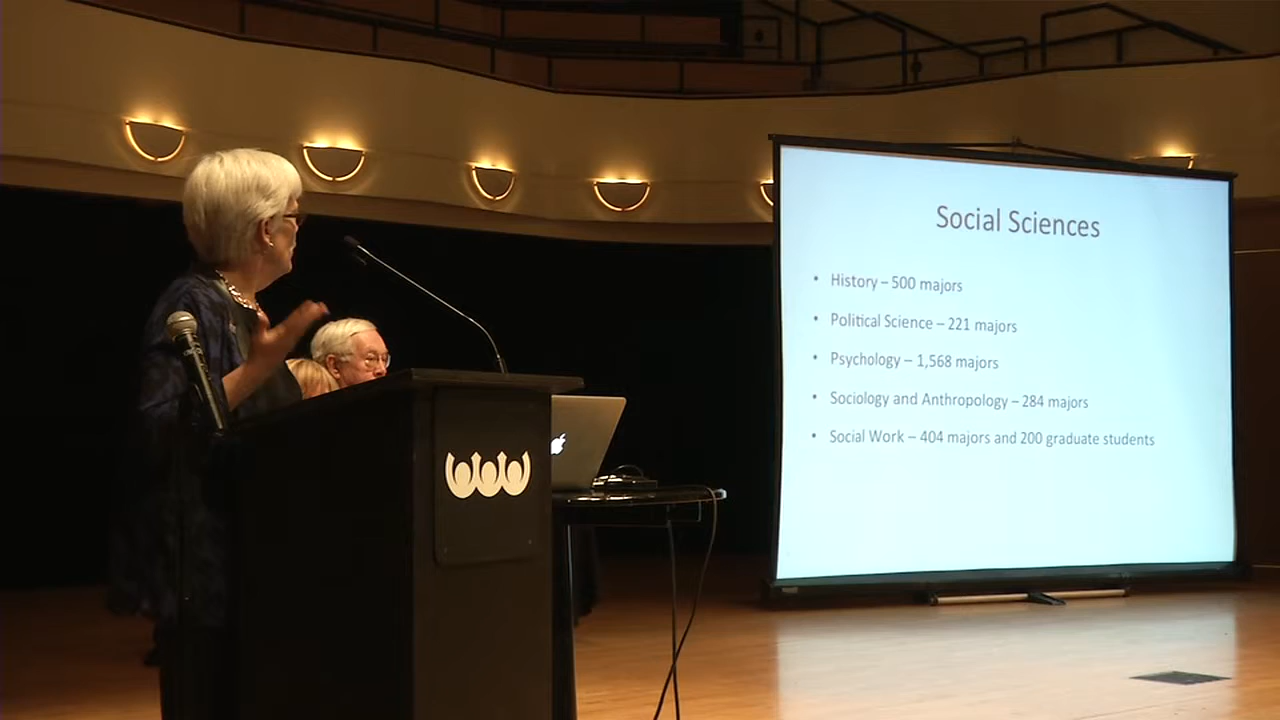 Social Sciences
• History – 500 majors
• Political Science – 221 majors
• Psychology – 1,568 majors
• Sociology and Anthropology – 284 majors
• Social Work – 404 majors and 200 graduate students